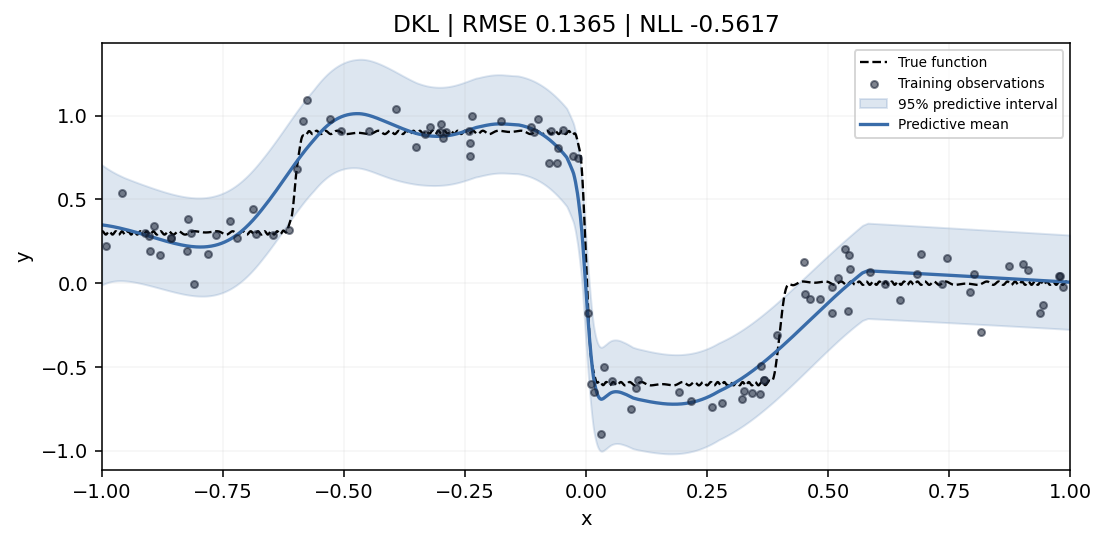 DKL | RMSE 0.1365 | NLL -0.5617
True function
Training observations
95% predictive interval
Predictive mean
y
1.0
0.5
0.0
−0.5
−1.0
−1.00 −0.75 −0.50 −0.25 0.00 0.25 0.50 0.75 1.00
x